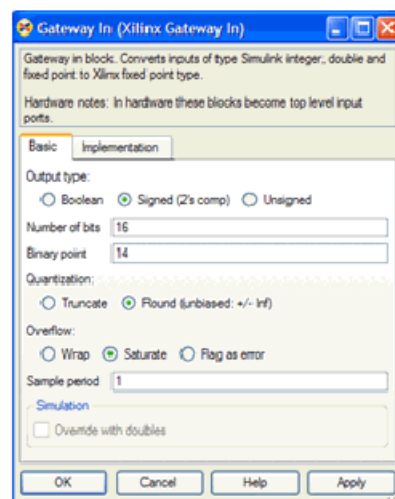 Gateway In (Xilinx Gateway In)
Gateway in block. Converts inputs of type Simulink integer, double and
fixed point to Xilinx fixed point type.
Hardware notes: In hardware these blocks become top level input
ports.
Basic Implementation
Output type:
Boolean Signed (2's comp) Unsigned
Number of bits 16
Binary point 14
Quantization:
Truncate Round (unbiased: +/- Inf)
Overflow:
Wrap Saturate Flag as error
Sample period 1
Simulation
Override with doubles
OK Cancel Help Apply